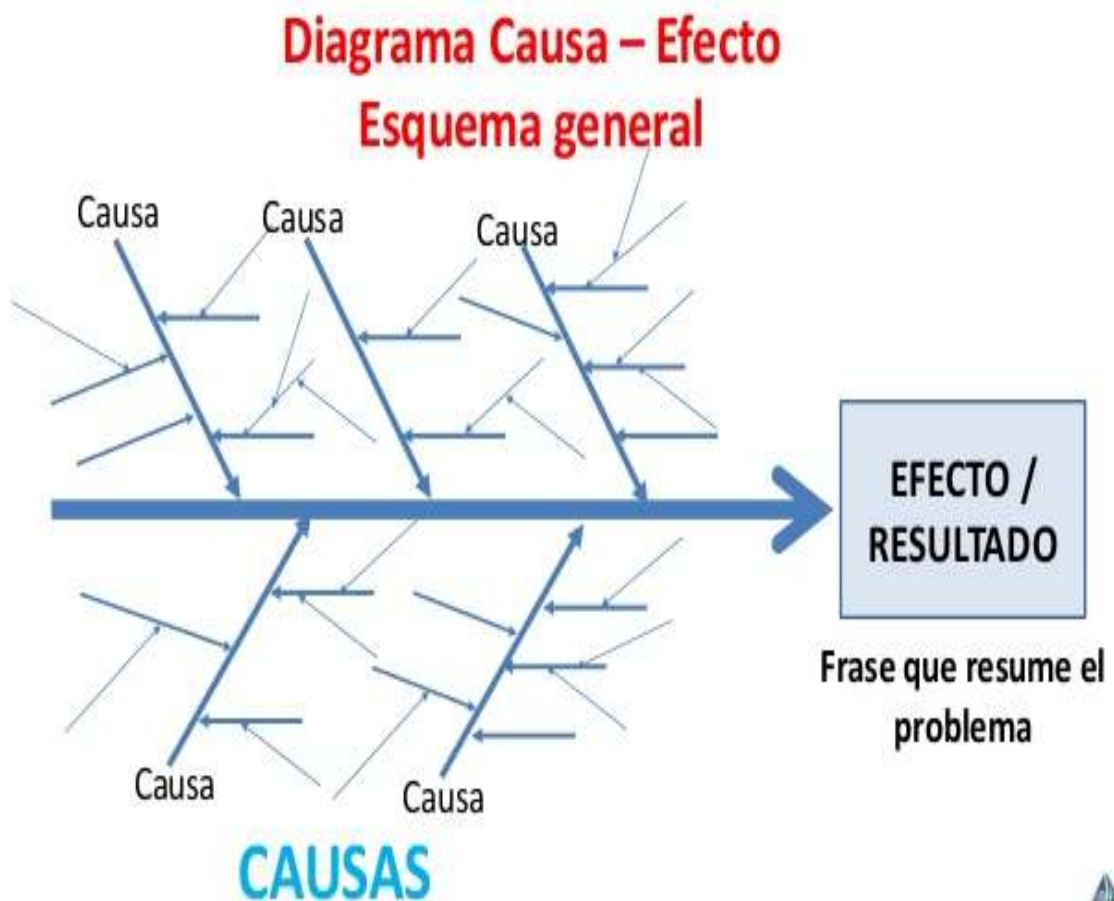 Diagrama Causa – Efecto
Esquema general
Causa
Causa
Causa
EFECTO /
RESULTADO
Frase que resume el
problema
Causa
Causa
CAUSAS